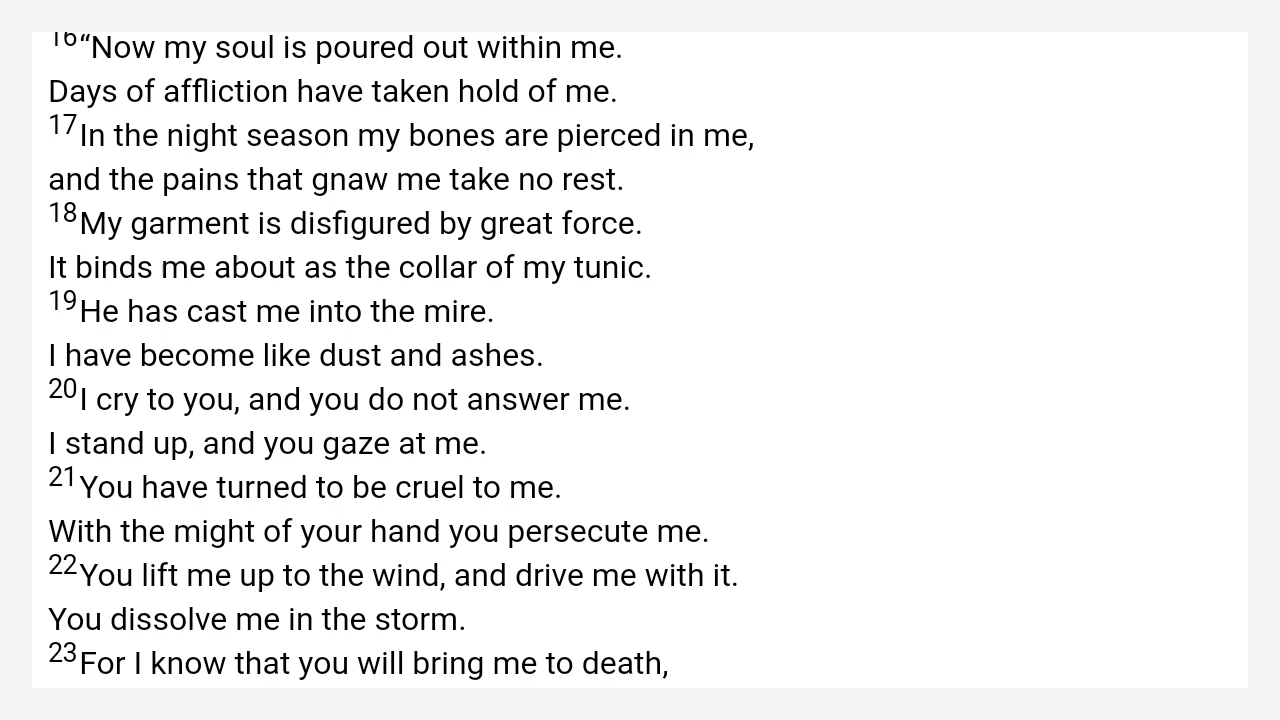 16“Now my soul is poured out within me.
Days of affliction have taken hold of me.
17In the night season my bones are pierced in me,
and the pains that gnaw me take no rest.
18My garment is disfigured by great force.
It binds me about as the collar of my tunic.
19He has cast me into the mire.
I have become like dust and ashes.
20I cry to you, and you do not answer me.
I stand up, and you gaze at me.
21You have turned to be cruel to me.
With the might of your hand you persecute me.
22You lift me up to the wind, and drive me with it.
You dissolve me in the storm.
23For I know that you will bring me to death,